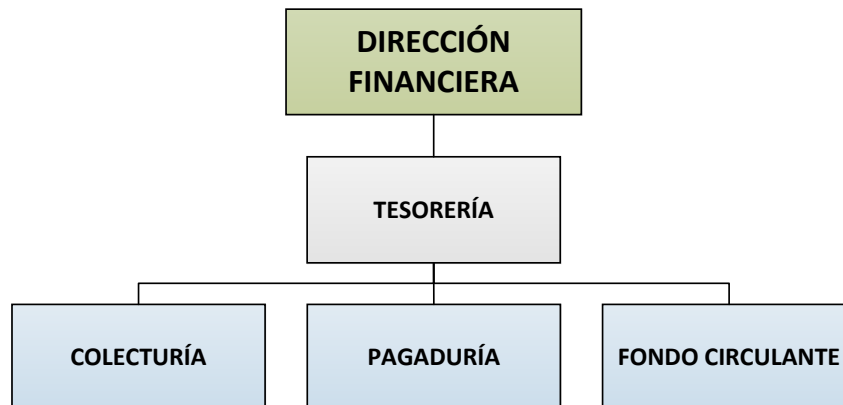 DIRECCIÓN
FINANCIERA
TESORERÍA
COLECTURÍA
PAGADURÍA
FONDO CIRCULANTE